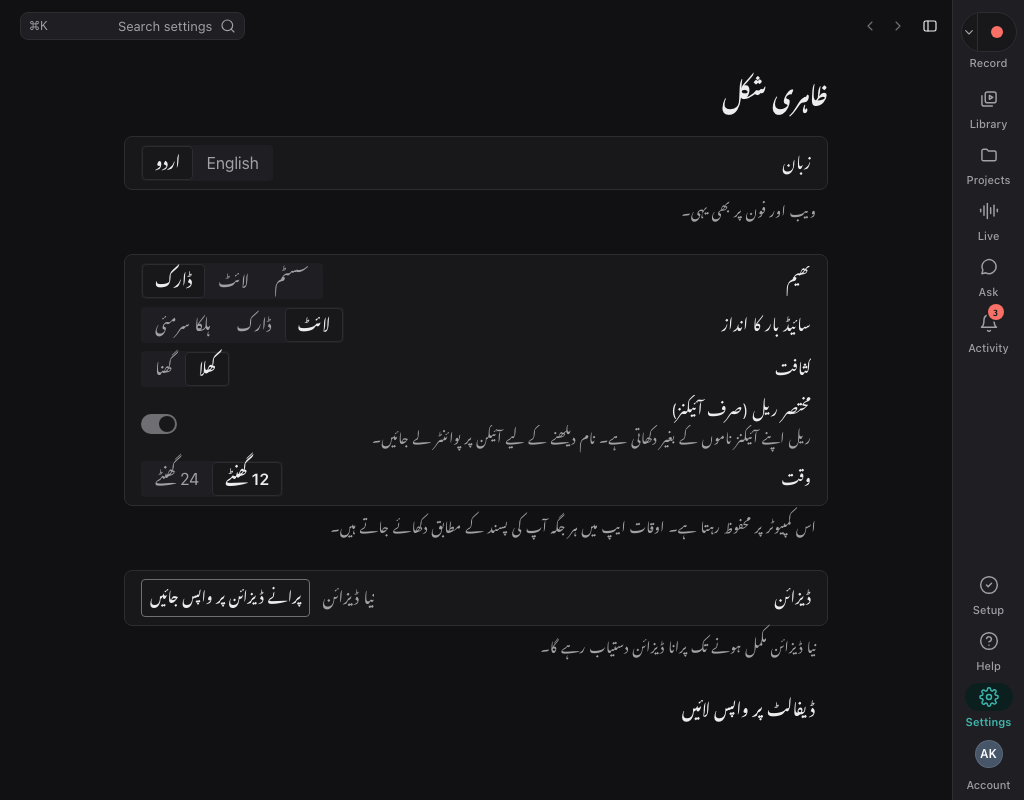 ⌘K Search settings
ظاہری شکل
زبان
اردو English
ویب اور فون پر بھی یہی۔
تھیم
سسٹم لائٹ ڈارک
سائیڈ بار کا انداز
لائٹ ڈارک ہلکا سرمئی
کثافت
کھلا گھنا
مختصر ریل (صرف آئیکنز)
ریل اپنے آئیکنز ناموں کے بغیر دکھاتی ہے۔ نام دیکھنے کے لیے آئیکن پر پوائنٹر لے جائیں۔
وقت
12 گھنٹے 24 گھنٹے
اس کمپیوٹر پر محفوظ رہتا ہے۔ اوقات ایپ میں ہر جگہ آپ کی پسند کے مطابق دکھائے جاتے ہیں۔
ڈیزائن
نیا ڈیزائن پرانے ڈیزائن پر واپس جائیں
نیا ڈیزائن مکمل ہونے تک پرانا ڈیزائن دستیاب رہے گا۔
ڈیفالٹ پر واپس لائیں
Record
Library
Projects
Live
Ask
3
Activity
Setup
Help
Settings
AK
Account